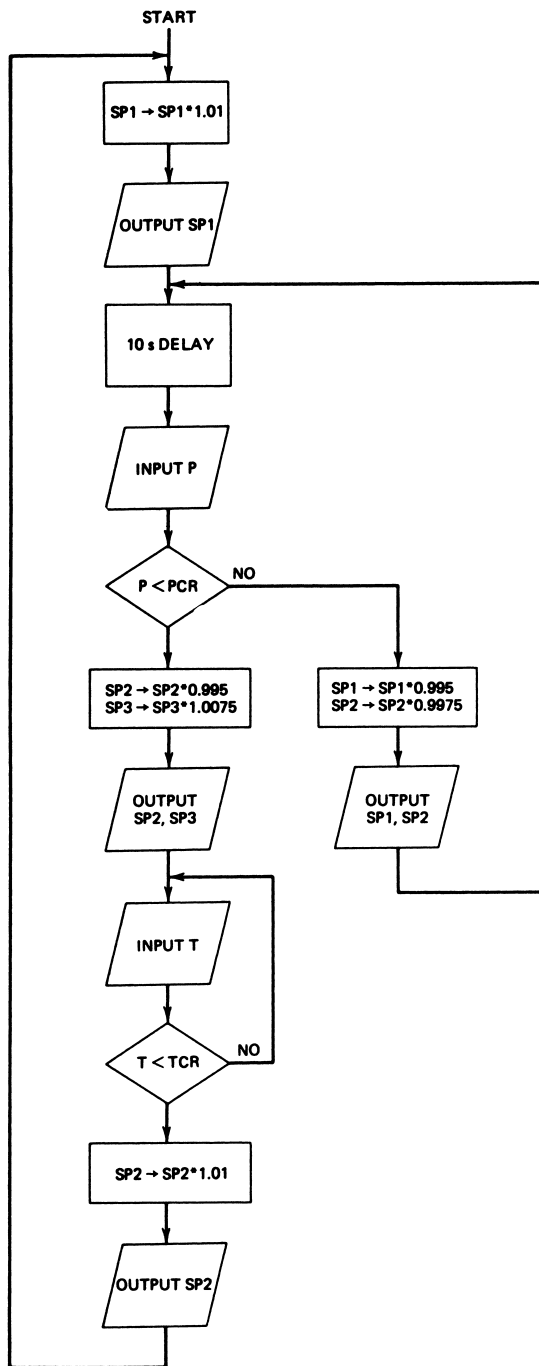 START
SP1 → SP1*1.01
OUTPUT SP1
10 s DELAY
INPUT P
P < PCR
NO
SP2 → SP2*0.995
SP3 → SP3*1.0075
SP1 → SP1*0.995
SP2 → SP2*0.9975
OUTPUT
SP2, SP3
OUTPUT
SP1, SP2
INPUT T
T < TCR
NO
SP2 → SP2*1.01
OUTPUT SP2